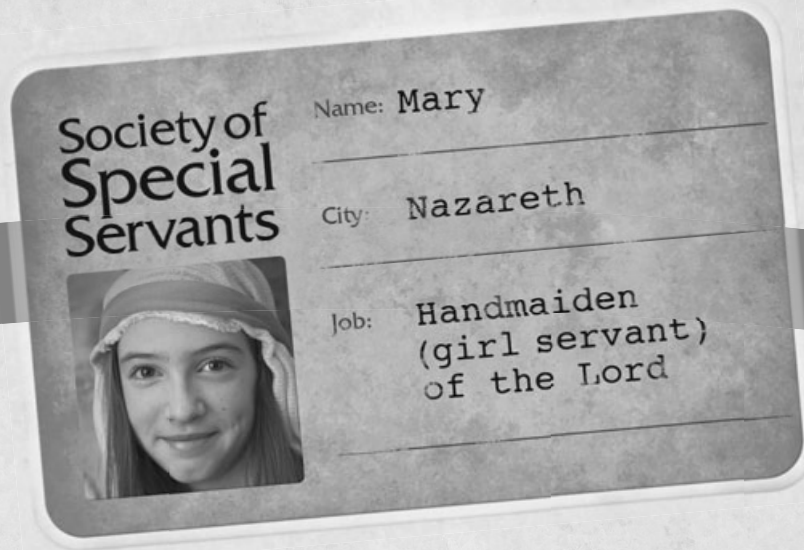 Society of
Special
Servants
Name: Mary
City: Nazareth
Job: Handmaiden
(girl servant)
of the Lord